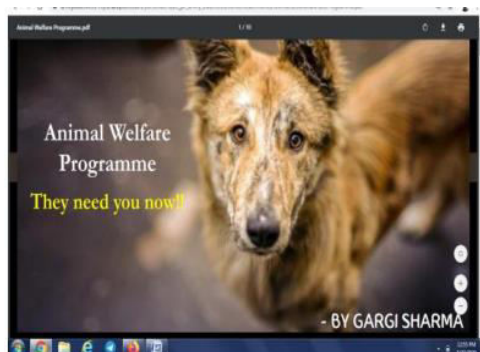 Animal Welfare Programme.pdf
Animal Welfare
Programme
They need you now!!
- BY GARGI SHARMA